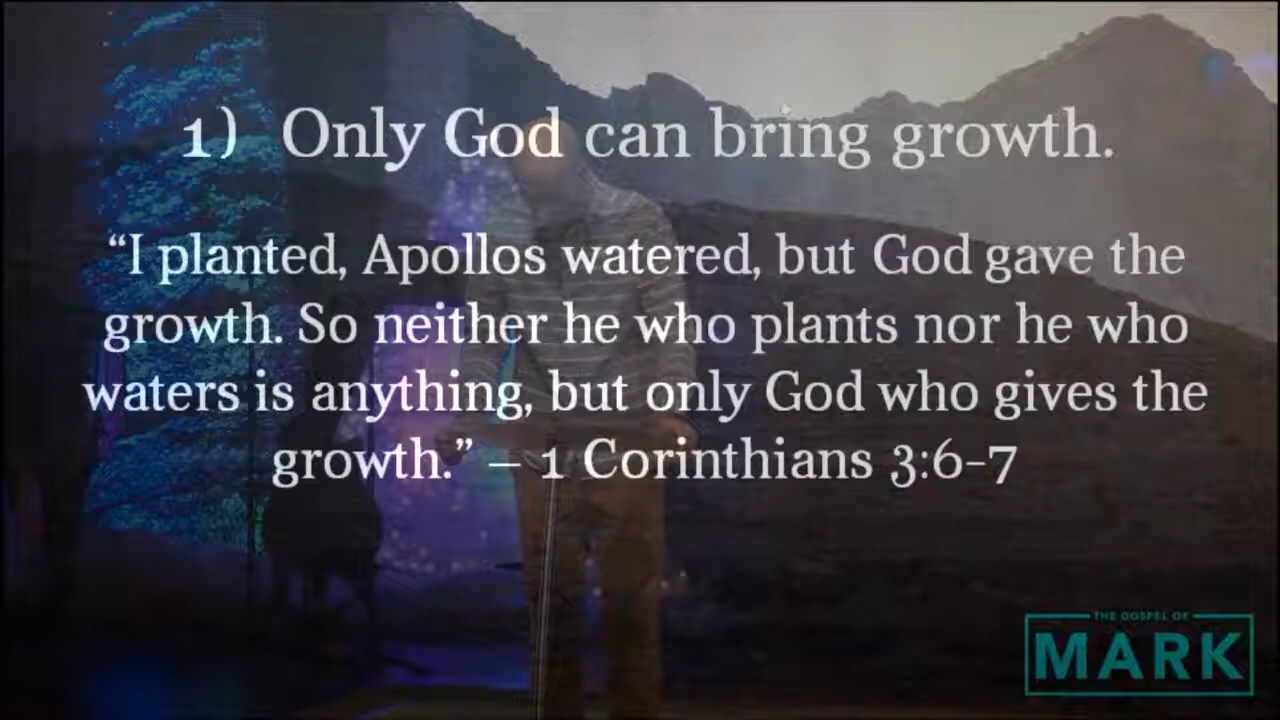 1) Only God can bring growth.
“I planted, Apollos watered, but God gave the
growth. So neither he who plants nor he who
waters is anything, but only God who gives the
growth.” – 1 Corinthians 3:6-7
THE GOSPEL OF
MARK